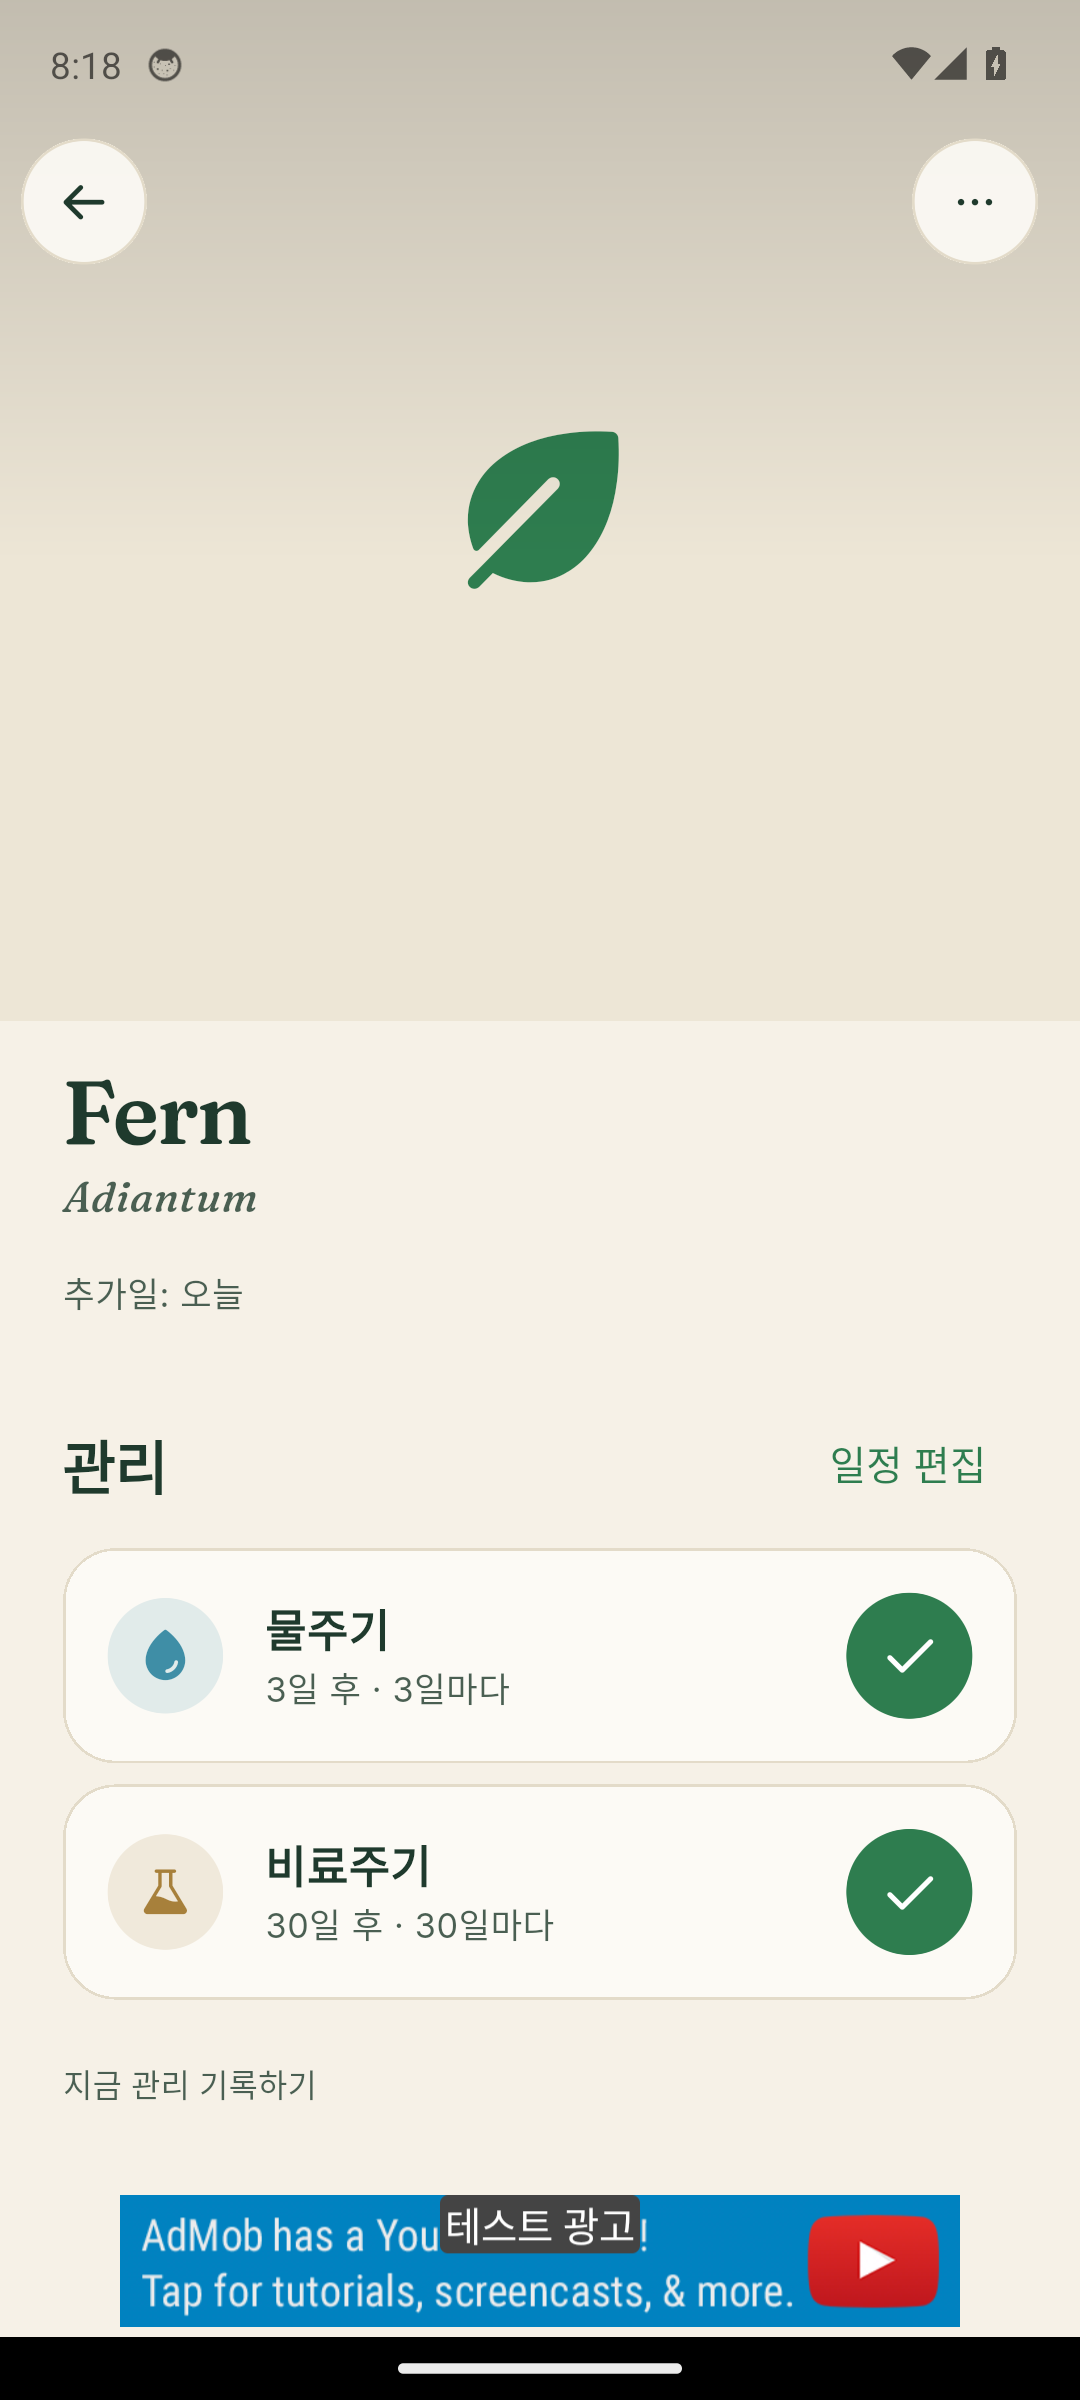 8:18
Fern
Adiantum
추가일: 오늘
관리
일정 편집
물주기
3일 후 · 3일마다
비료주기
30일 후 · 30일마다
지금 관리 기록하기
테스트 광고
AdMob has a You !
Tap for tutorials, screencasts, & more.